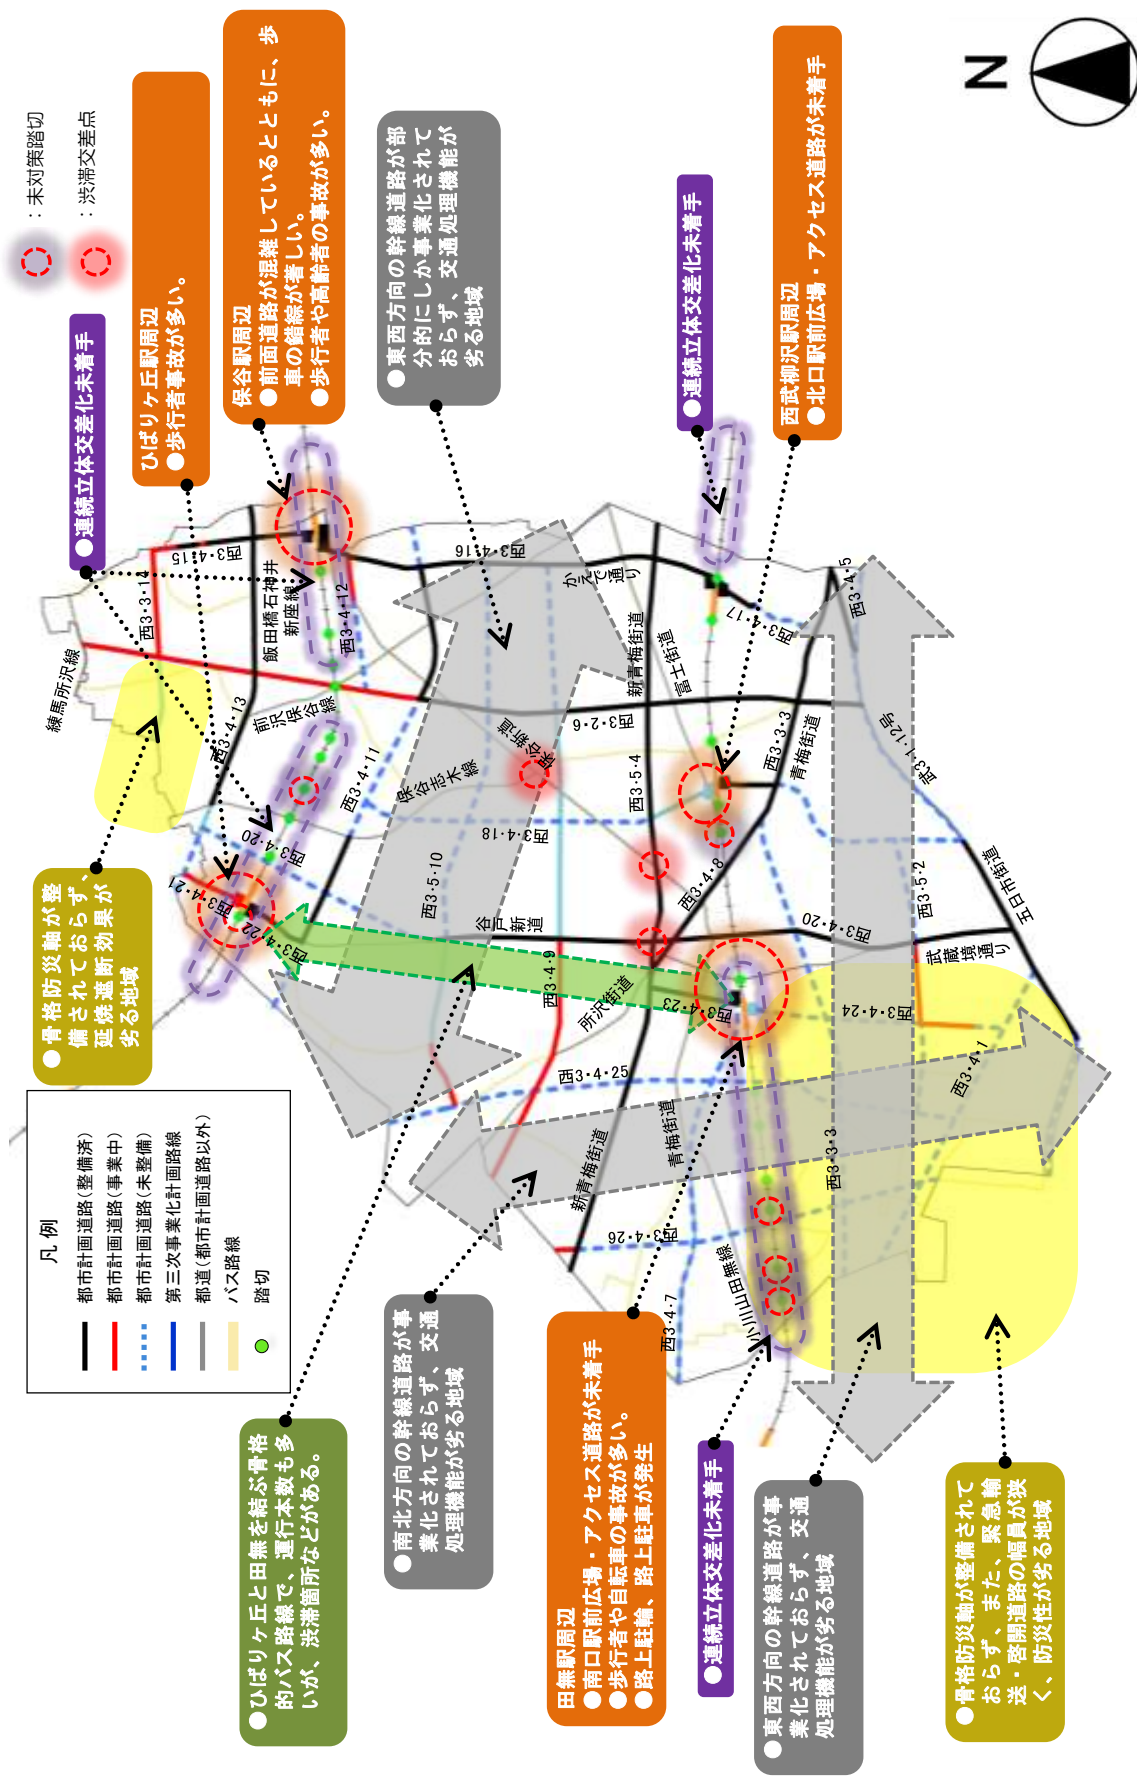 ：未対策踏切
：渋滞交差点
N
●連続立体交差化未着手
ひばりヶ丘駅周辺
●歩行者事故が多い。
保谷駅周辺
●前面道路が混雑しているとともに、歩
車の錯綜が著しい。
●歩行者や高齢者の事故が多い。
●東西方向の幹線道路が部
分的にしか事業化されて
おらず、交通処理機能が
劣る地域
●連続立体交差化未着手
西武柳沢駅周辺
●北口駅前広場・アクセス道路が未着手
●骨格防災軸が整
備されておらず、
延焼遮断効果が
劣る地域
凡 例
都市計画道路(整備済)
都市計画道路(事業中)
都市計画道路(未整備)
第三次事業化計画路線
都道(都市計画道路以外)
バス路線
踏切
●ひばりヶ丘と田無を結ぶ骨格
的バス路線で、運行本数も多
いが、渋滞箇所などがある。
●南北方向の幹線道路が事
業化されておらず、交通
処理機能が劣る地域
田無駅周辺
●南口駅前広場・アクセス道路が未着手
●歩行者や自転車の事故が多い。
●路上駐輪、路上駐車が発生
●連続立体交差化未着手
●東西方向の幹線道路が事
業化されておらず、交通
処理機能が劣る地域
●骨格防災軸が整備されて
おらず、また、緊急輸
送・啓開道路の幅員が狭
く、防災性が劣る地域
練馬所沢線
西3・3・14
西3・4・15
飯田橋石神井
新座線
西3・4・12
西3・4・13
前沢保谷線
西3・4・11
西3・4・20
西3・4・21
西3・4・22
保谷志木線
保谷新道
西3・4・16
かえで通り
西3・4・18
西3・5・10
谷戸新道
西3・4・9
所沢街道
西3・4・23
西3・4・25
新青梅街道
西3・2・6
西3・5・4
富士街道
新青梅街道
青梅街道
西3・4・26
西3・4・7
小川山田無線
西3・4・8
西3・3・3
青梅街道
西3・4・17
西3・4・5
武3・1・12号
西3・5・2
西3・4・20
武蔵境通り
五日市街道
西3・4・24
西3・4・1
西3・3・3